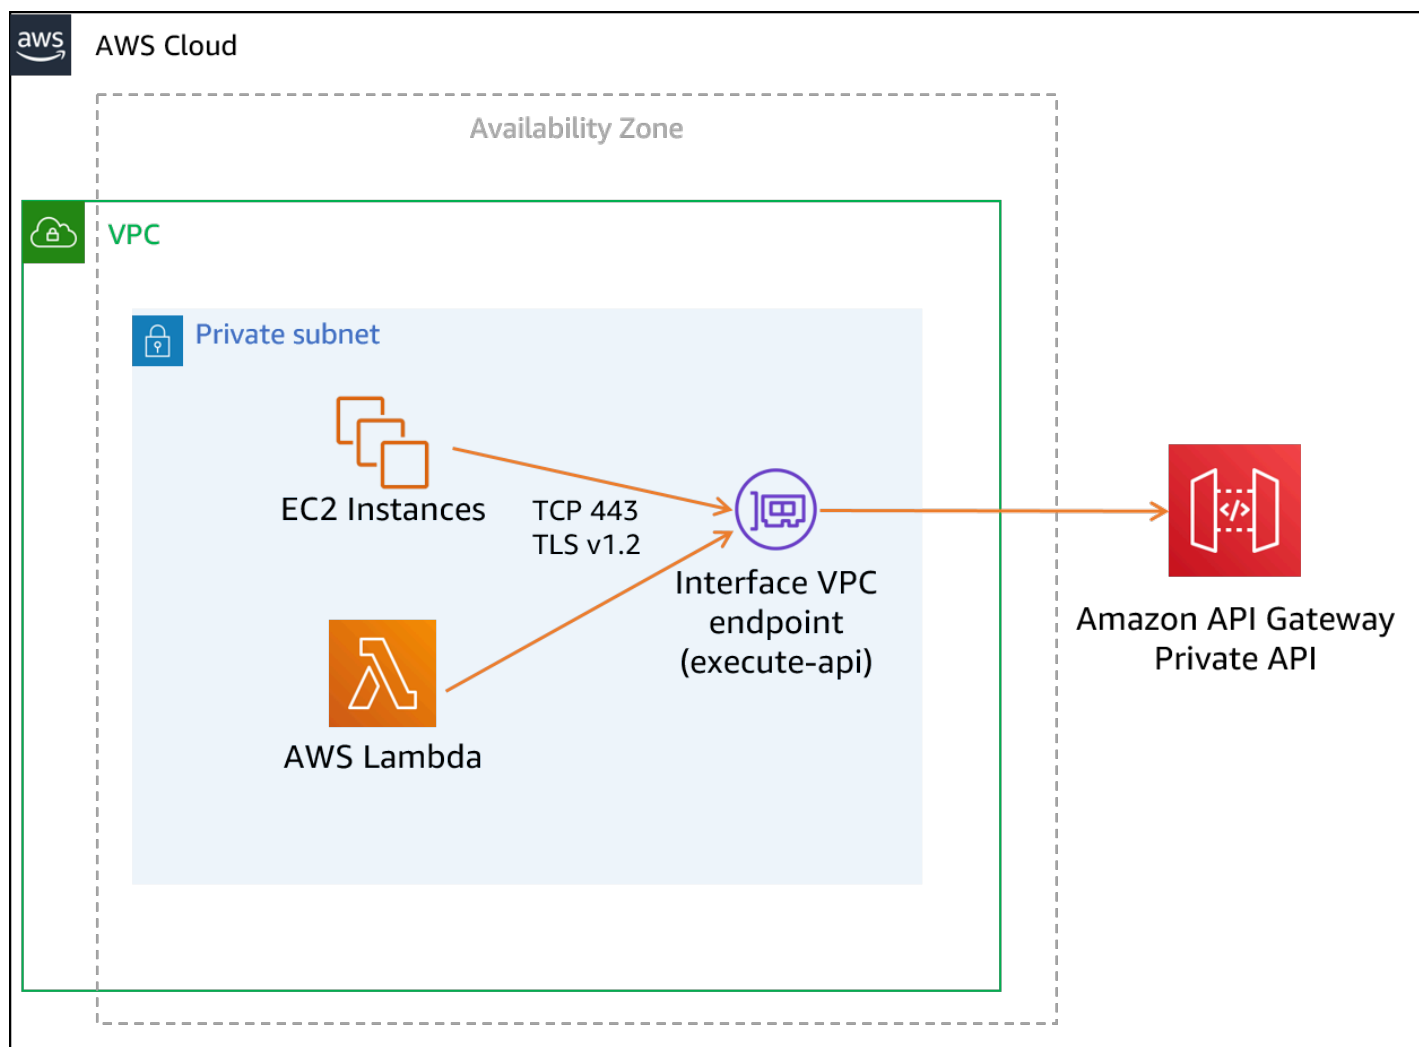 aws
AWS Cloud
Availability Zone
VPC
Private subnet
EC2 Instances
TCP 443
TLS v1.2
Interface VPC
endpoint
(execute-api)
</>
Amazon API Gateway
Private API
AWS Lambda